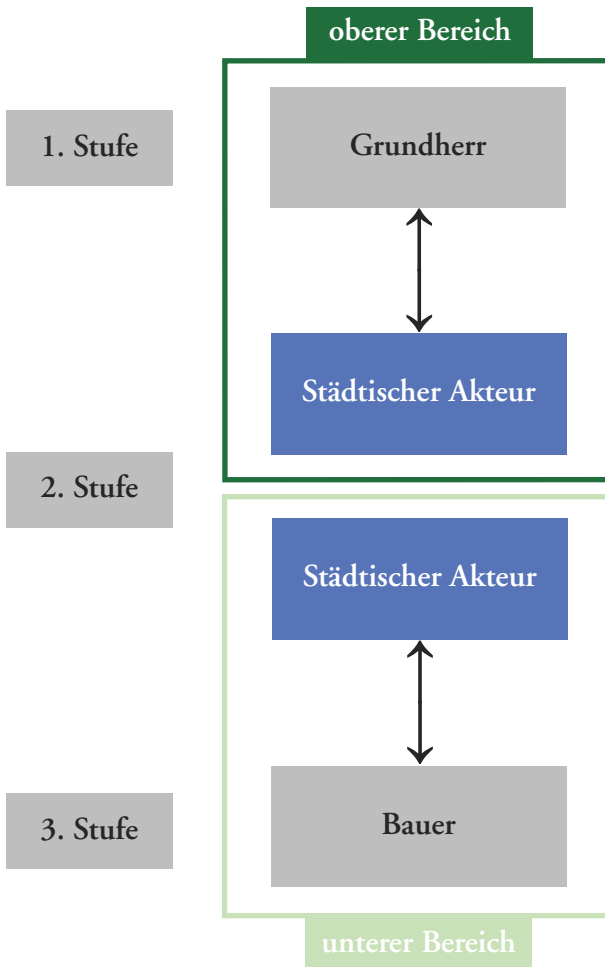 oberer Bereich
1. Stufe
Grundherr
Städtischer Akteur
2. Stufe
Städtischer Akteur
3. Stufe
Bauer
unterer Bereich